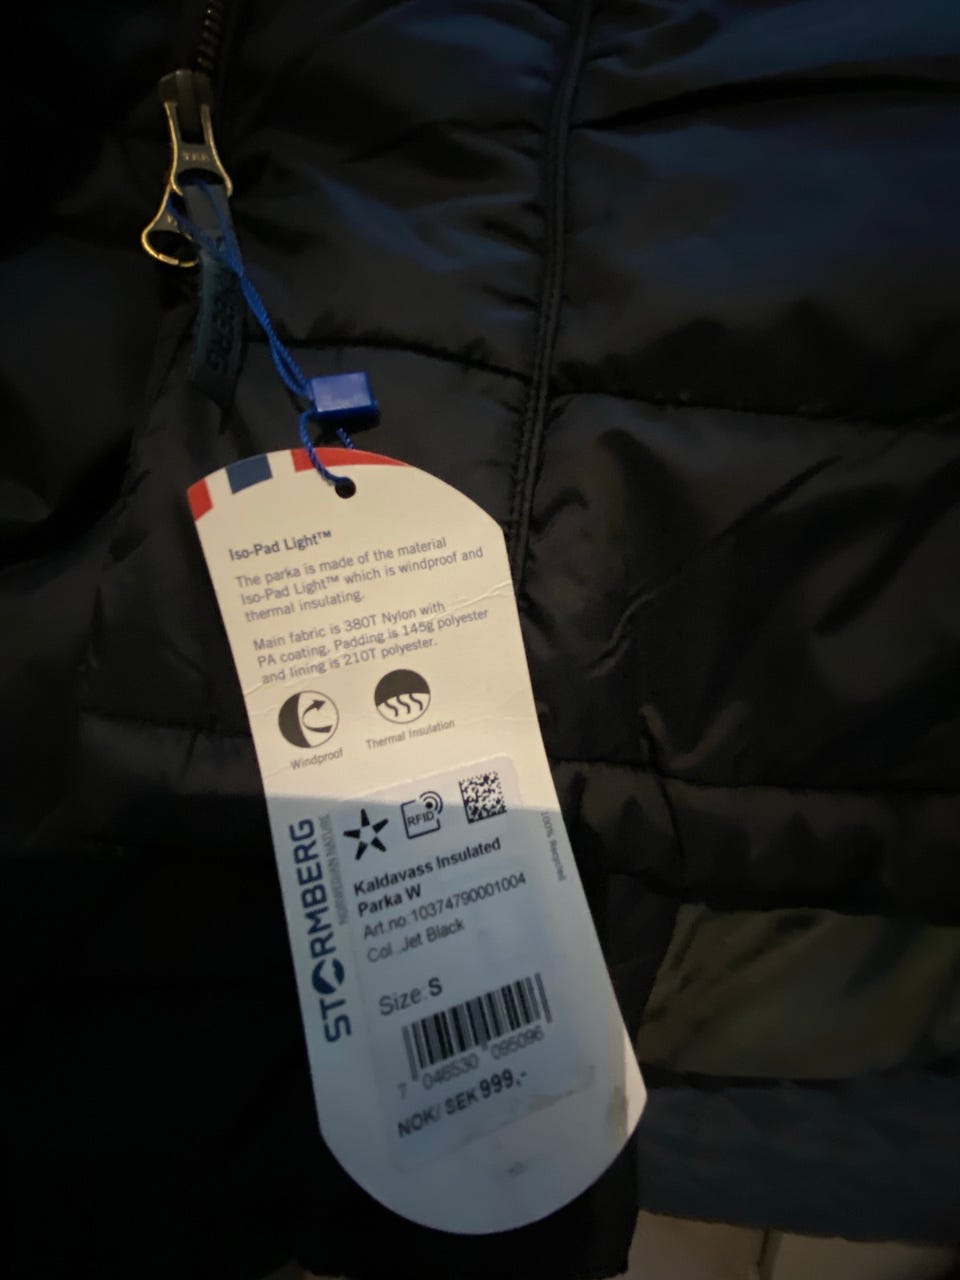 YKK
Iso-Pad Light™
The parka is made of the material
Iso-Pad Light™ which is windproof and
thermal insulating.
Main fabric is 380T Nylon with
PA coating. Padding is 145g polyester
and lining is 210T polyester.
Windproof
Thermal Insulation
RFID
STORMBERG
NORWEGIAN NATURE
100% Recycled
Kaldavass Insulated
Parka W
Art.no:10374790001004
Col.:Jet Black
Size:S
7 046530 095096
NOK/ SEK 999,-